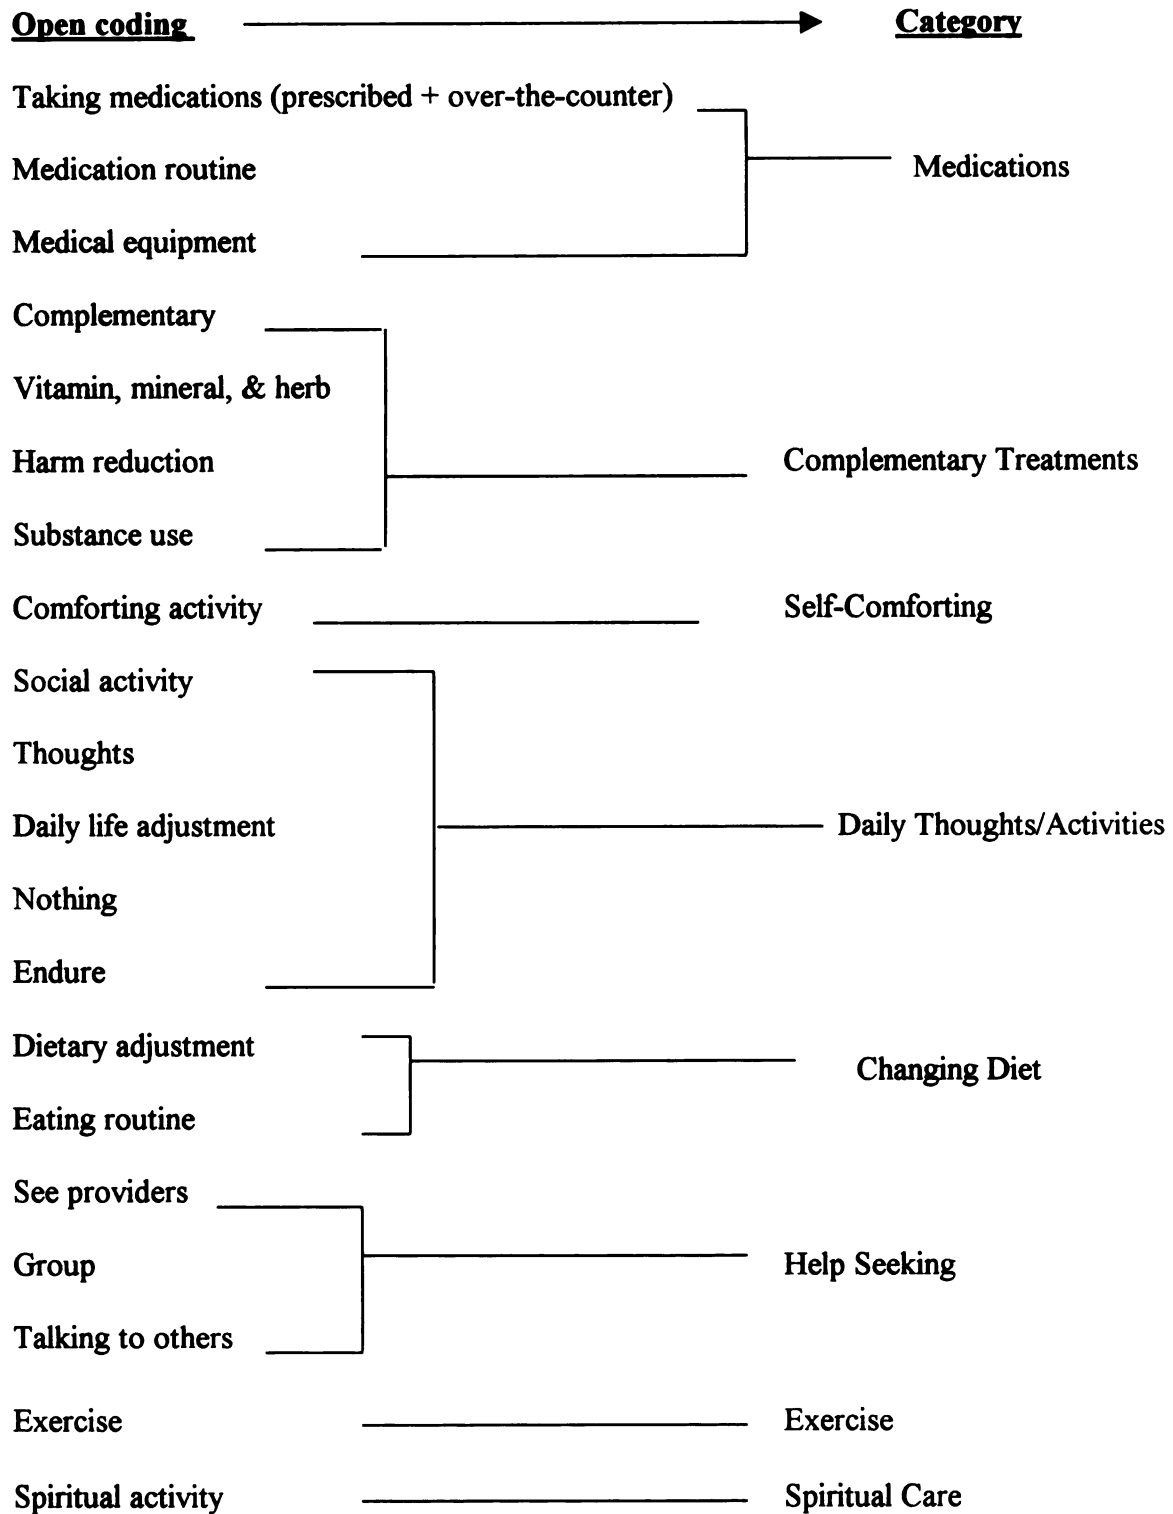 Open coding Category
Taking medications (prescribed + over-the-counter)
Medication routine Medications
Medical equipment
Complementary
Vitamin, mineral, & herb
Harm reduction Complementary Treatments
Substance use
Comforting activity Self-Comforting
Social activity
Thoughts
Daily life adjustment Daily Thoughts/Activities
Nothing
Endure
Dietary adjustment
Changing Diet
Eating routine
See providers
Group Help Seeking
Talking to others
Exercise Exercise
Spiritual activity Spiritual Care